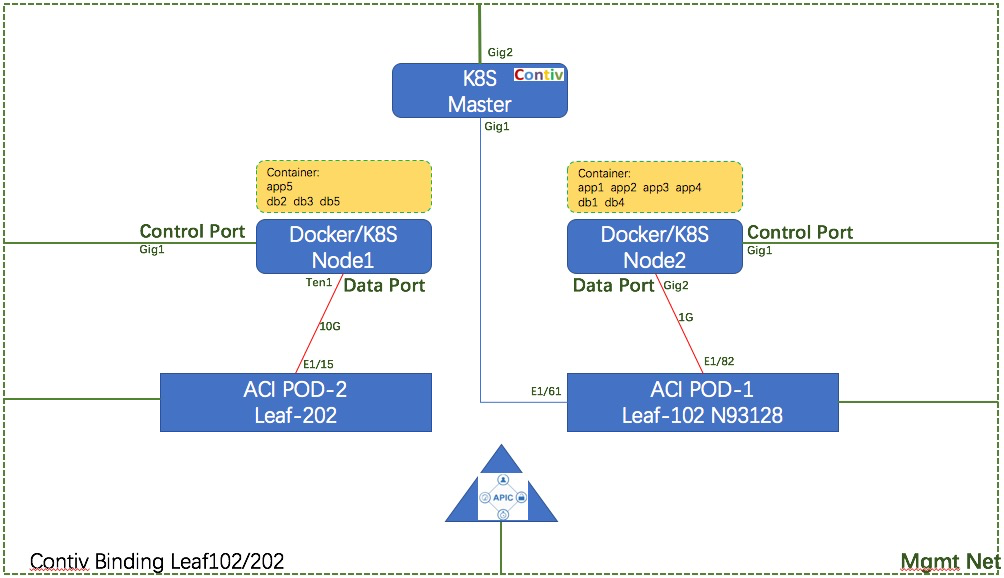 Gig2
K8S
Contiv
Master
Gig1
Container:
app5
db2 db3 db5
Container:
app1 app2 app3 app4
db1 db4
Control Port
Gig1
Docker/K8S
Node1
Docker/K8S
Node2
Control Port
Gig1
Ten1
Data Port
Data Port
Gig2
10G
1G
E1/15
E1/82
ACI POD-2
Leaf-202
E1/61
ACI POD-1
Leaf-102 N93128
APIC
Contiv Binding Leaf102/202
Mgmt Net